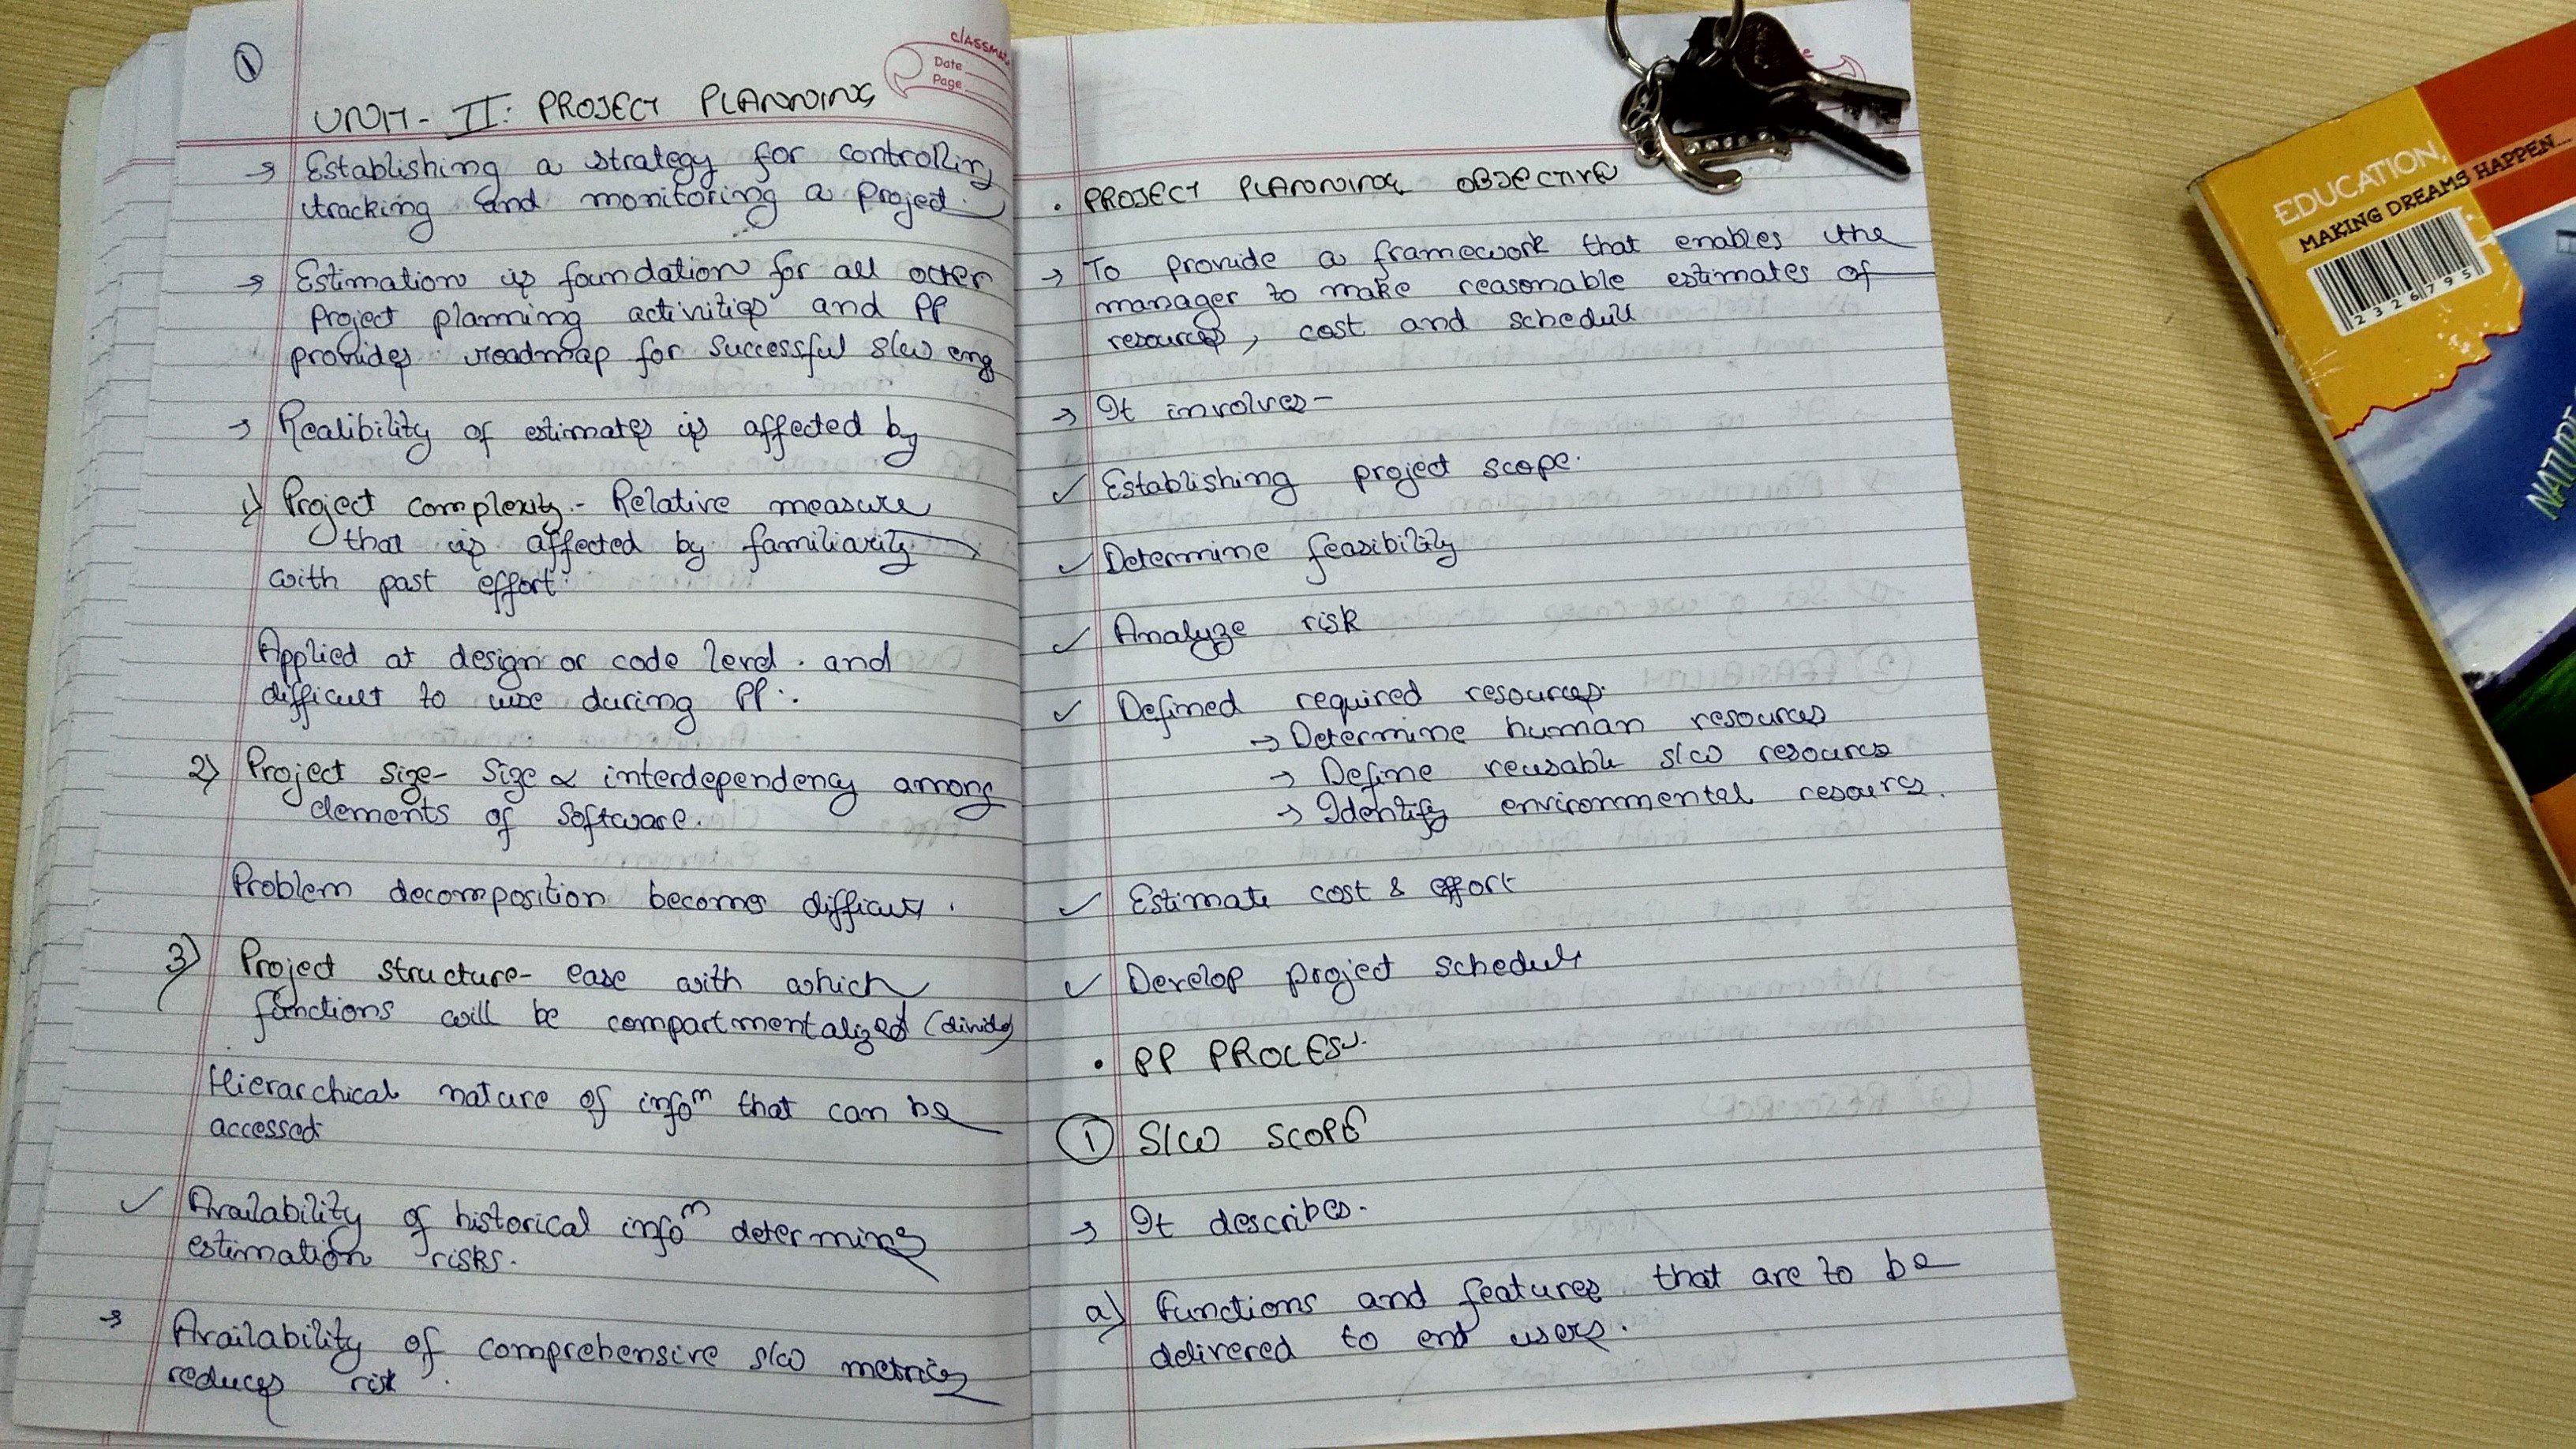 1
classmate
Date
Page
UNIT- II: PROJECT PLANNING
→ Establishing a strategy for controlling
tracking and monitoring a project.
→ Estimation is foundation for all other
project planning activities and PP
provides roadmap for successful s/w eng
→ Realibility of estimates is affected by
1) Project complexity - Relative measure
that is affected by familiarity
with past effort.
Applied at design or code level. and
difficult to use during PP.
2) Project size- Size ∝ interdependency among
elements of software.
Problem decomposition becomes difficult.
3) Project structure- ease with which
functions will be compartmentalized (divide)
Hierarchical nature of infoⁿ that can be
accessed
✓ Availability of historical infoⁿ determines
estimation risks.
→ Availability of comprehensive s/w metrics
reduces risk.
• PROJECT PLANNING OBJECTIVE
→ To provide a framework that enables the
manager to make reasonable estimates of
resources, cost and schedule
→ It involves-
✓ Establishing project scope.
✓ Determine feasibility
✓ Analyze risk
✓ Defined required resources.
→ Determine human resources
→ Define reusable s/w resources
→ Identify environmental resources.
✓ Estimate cost & effort
✓ Develop project schedule
• PP PROCESS.
1 S/W SCOPE
→ It describes.
a) functions and features that are to be
delivered to end users.
EDUCATION,
MAKING DREAMS HAPPEN...
2326795